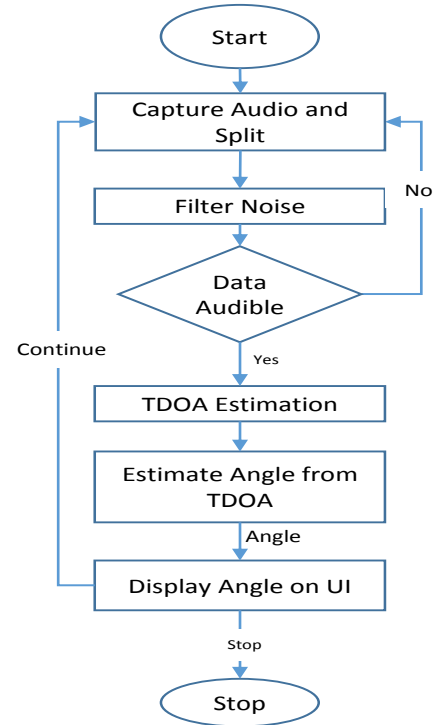 Start
Capture Audio and
Split
No
Filter Noise
Data
Audible
Continue
Yes
TDOA Estimation
Estimate Angle from
TDOA
Angle
Display Angle on UI
Stop
Stop